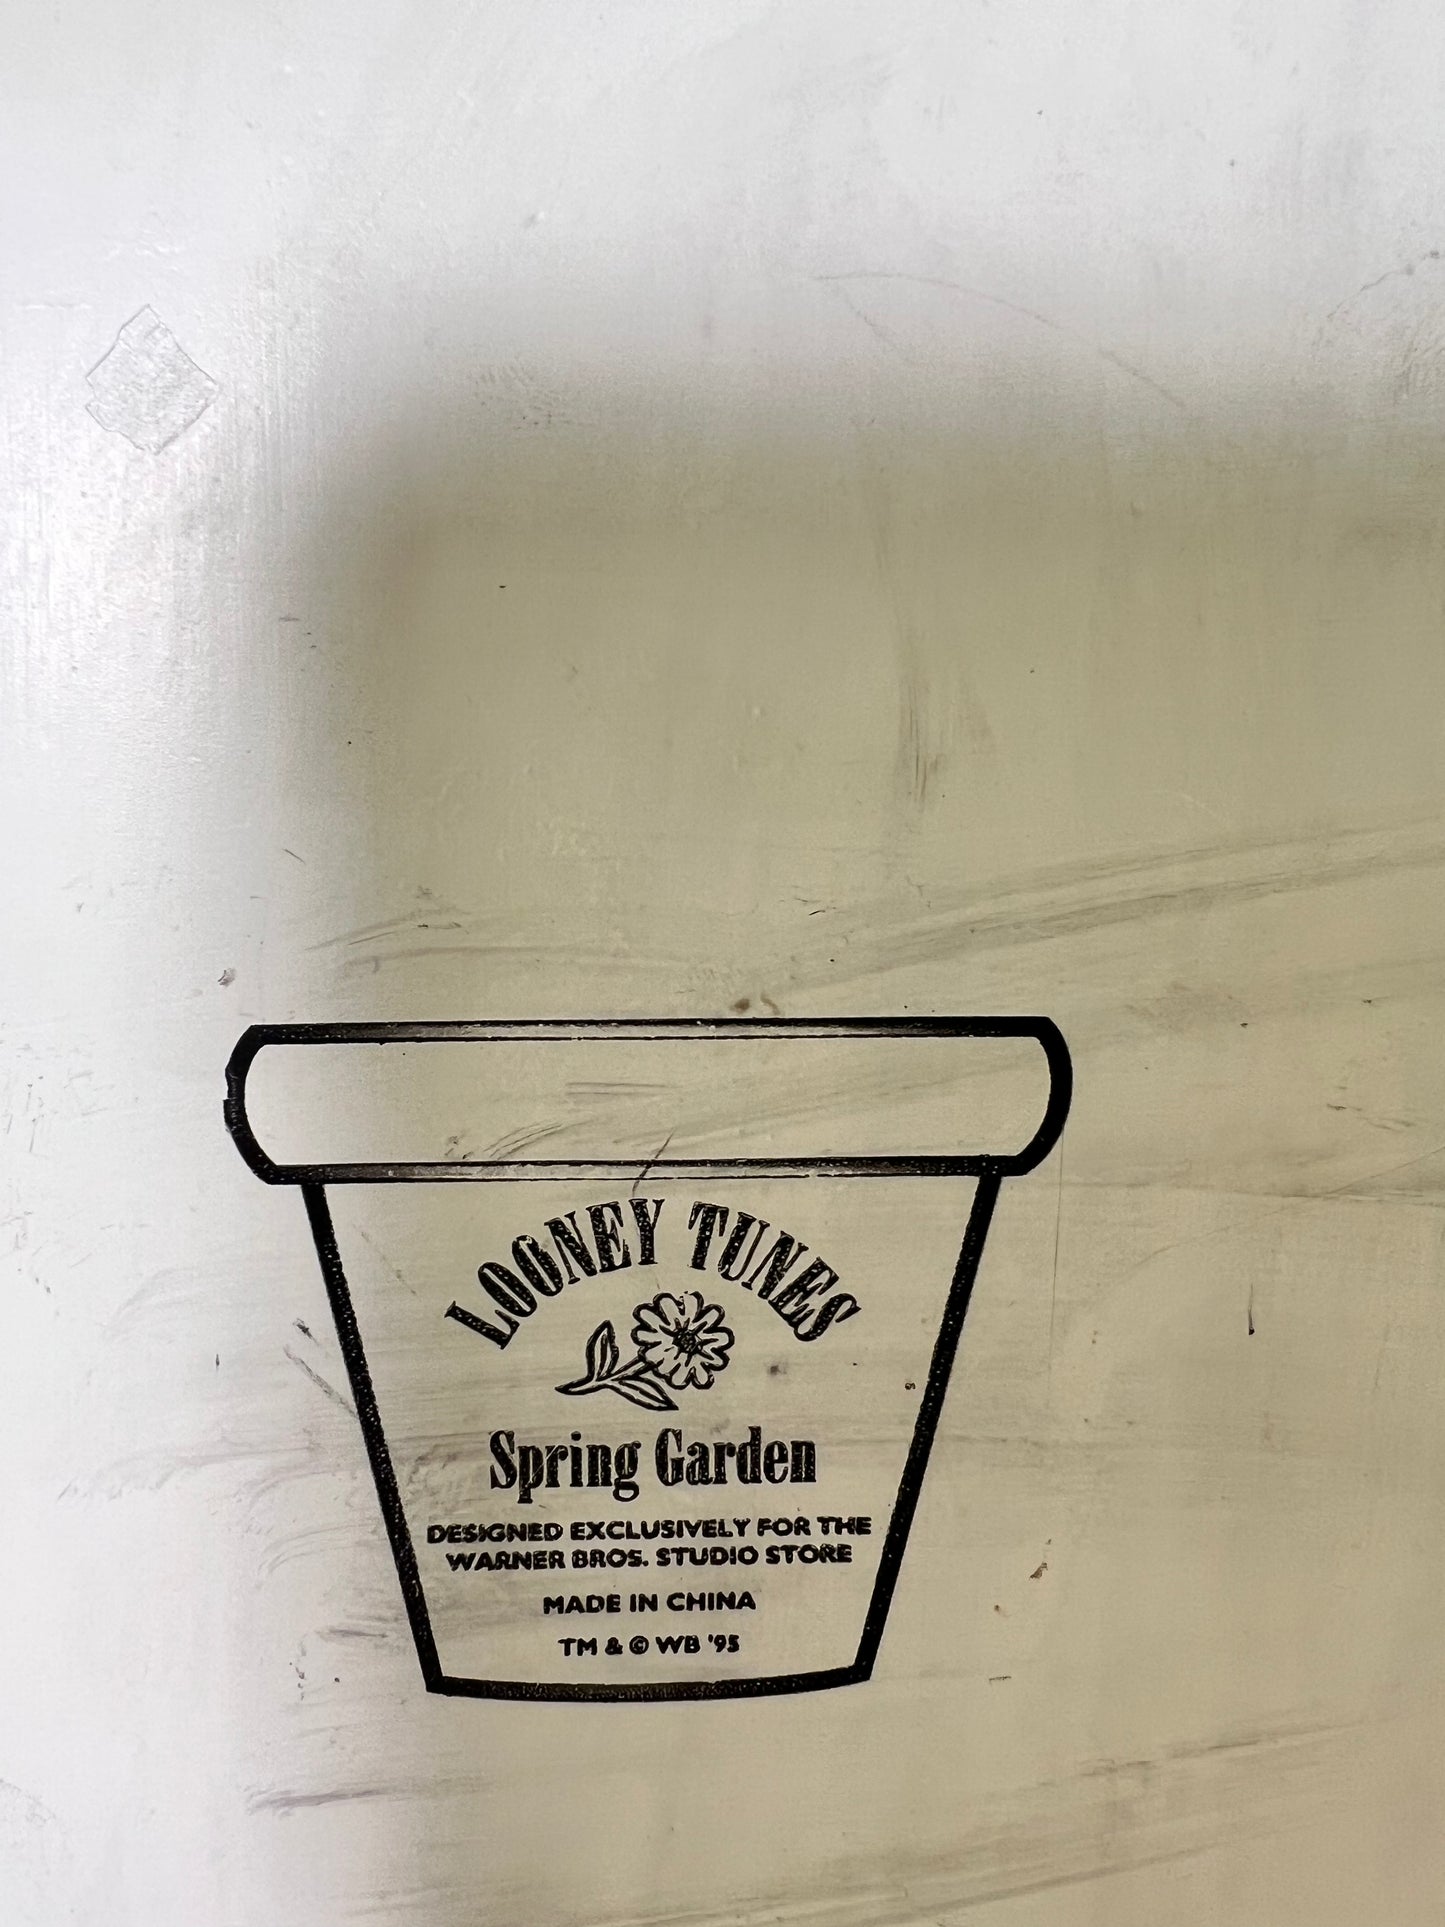 LOONEY TUNES
Spring Garden
DESIGNED EXCLUSIVELY FOR THE
WARNER BROS. STUDIO STORE
MADE IN CHINA
TM & © WB '95